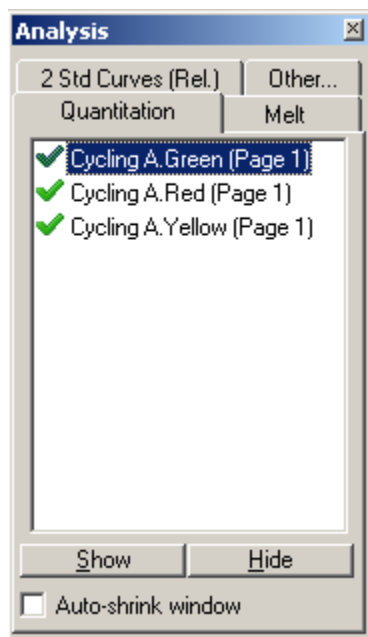 Analysis
2 Std Curves (Rel.) Other...
Quantitation Melt
Cycling A.Green (Page 1)
Cycling A.Red (Page 1)
Cycling A.Yellow (Page 1)
Show Hide
Auto-shrink window